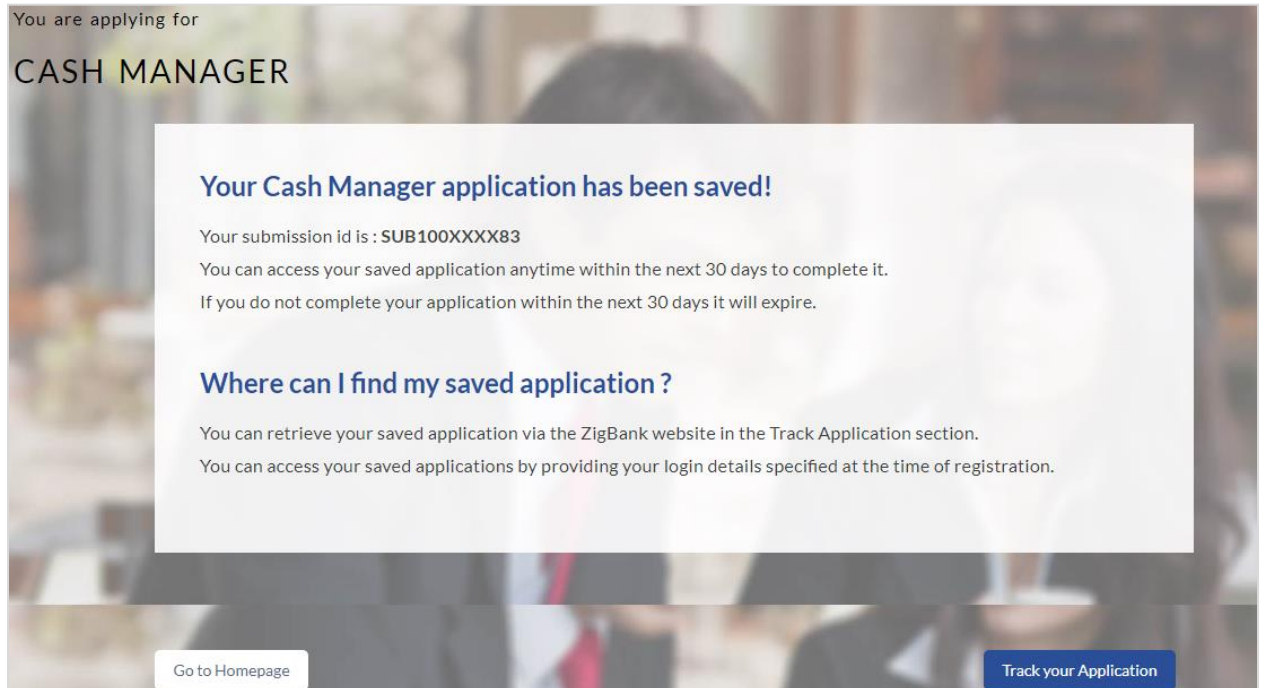 You are applying for
CASH MANAGER
Your Cash Manager application has been saved!
Your submission id is : SUB100XXXX83
You can access your saved application anytime within the next 30 days to complete it.
If you do not complete your application within the next 30 days it will expire.
Where can I find my saved application ?
You can retrieve your saved application via the ZigBank website in the Track Application section.
You can access your saved applications by providing your login details specified at the time of registration.
Go to Homepage
Track your Application